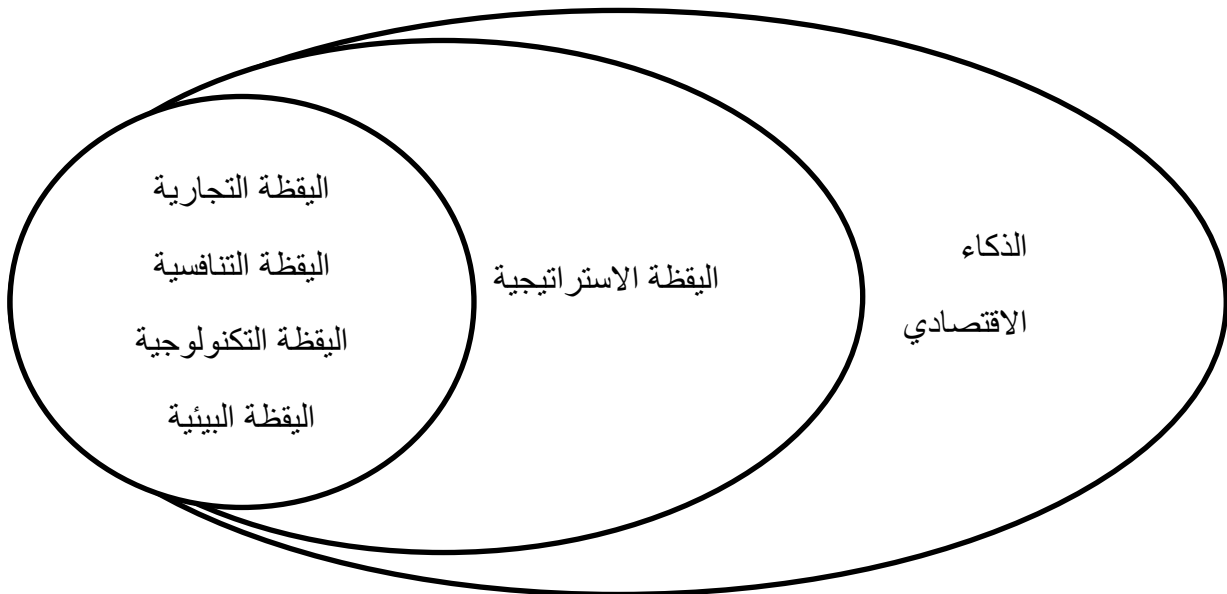 اليقظة التجارية
اليقظة التنافسية
اليقظة التكنولوجية
اليقظة البيئية
اليقظة الاستراتيجية
الذكاء
الاقتصادي